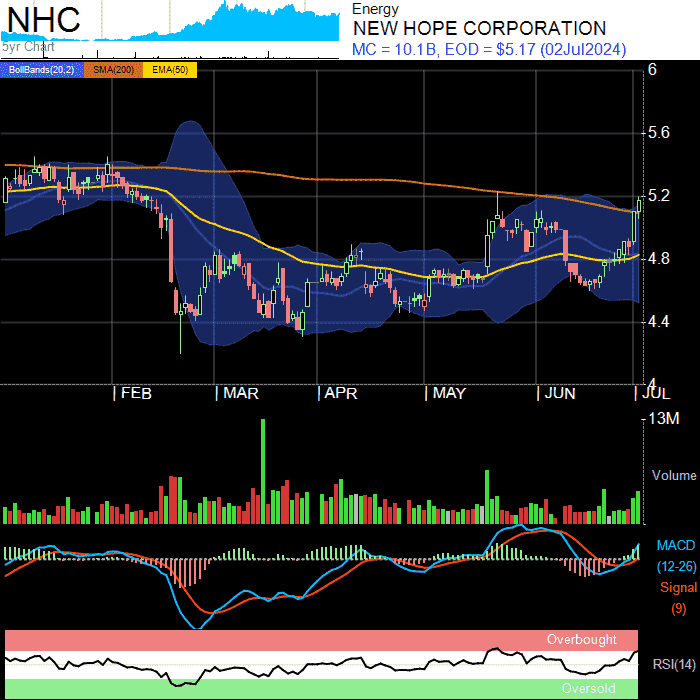 NHC
5yr Chart
Energy
NEW HOPE CORPORATION
MC = 10.1B, EOD = $5.17 (02Jul2024)
BollBands(20,2) SMA(200) EMA(50)
6
5.6
5.2
4.8
4.4
4
FEB MAR APR MAY JUN JUL
13M
Volume
MACD
(12-26)
Signal
(9)
Overbought
RSI(14)
Oversold